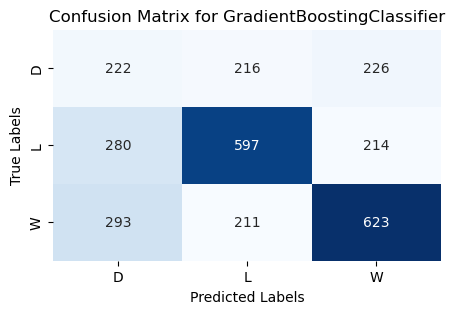 Confusion Matrix for GradientBoostingClassifier
True Labels
D
222 216 226
L
280 597 214
W
293 211 623
D L W
Predicted Labels